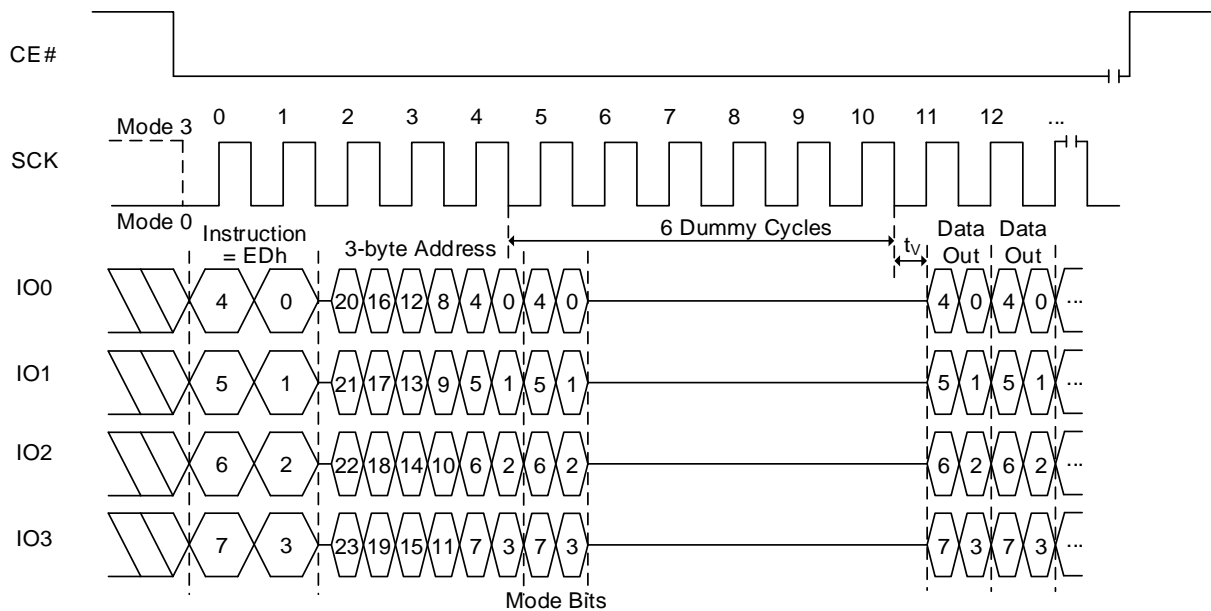 CE#
0 1 2 3 4 5 6 7 8 9 10 11 12 ...
Mode 3
SCK
Mode 0
6 Dummy Cycles
Instruction
= EDh
3-byte Address
tV
Data
Out
Data
Out
IO0 4 0 20 16 12 8 4 0 4 0 4 0 4 0 ...
IO1 5 1 21 17 13 9 5 1 5 1 5 1 5 1 ...
IO2 6 2 22 18 14 10 6 2 6 2 6 2 6 2 ...
IO3 7 3 23 19 15 11 7 3 7 3 7 3 7 3 ...
Mode Bits